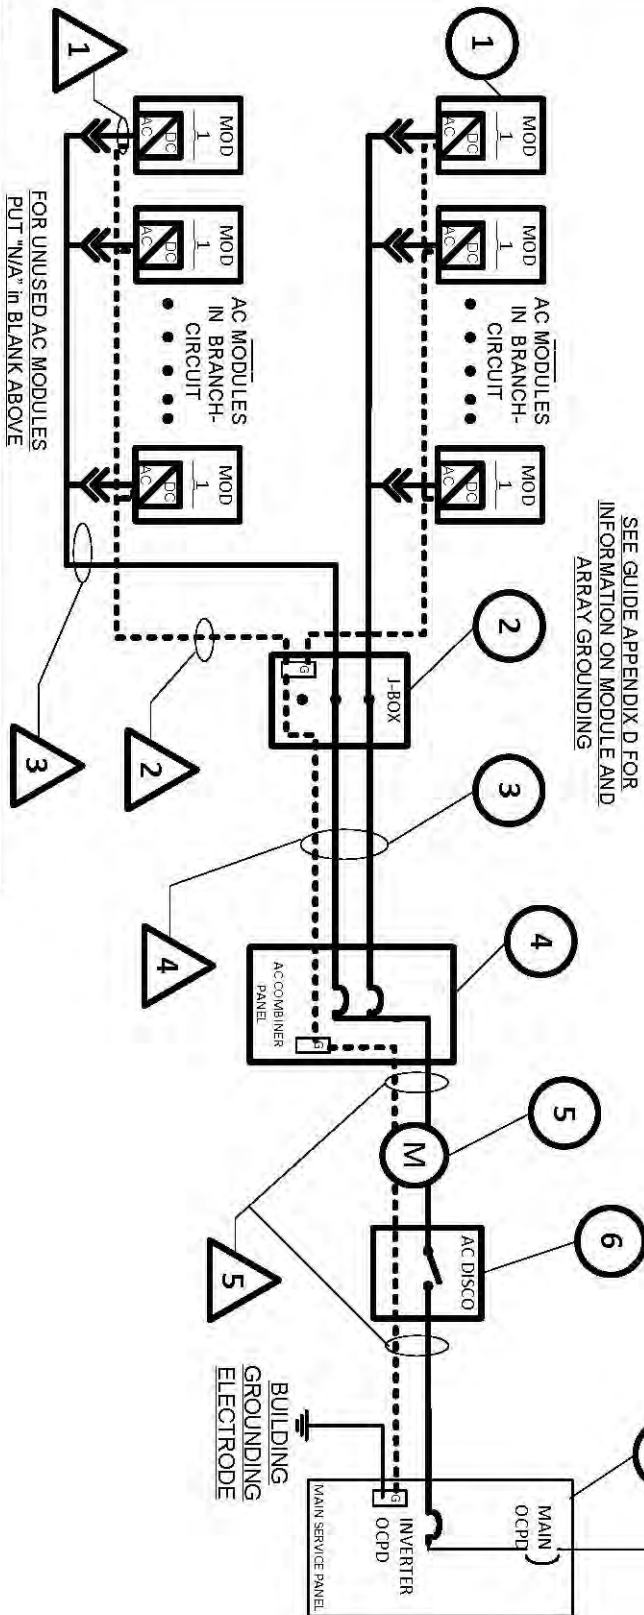 SEE GUIDE APPENDIX D FOR
INFORMATION ON MODULE AND
ARRAY GROUNDING
1
2
3
4
5
6
MOD
1
DC
AC
MOD
1
DC
AC
AC MODULES
IN BRANCH-
CIRCUIT
MOD
1
DC
AC
J-BOX
G
AC COMBINER
PANEL
G
M
AC DISCO
MAIN
OCPD
INVERTER
OCPD
G
MAIN SERVICE PANEL
MOD
1
DC
AC
MOD
1
DC
AC
AC MODULES
IN BRANCH-
CIRCUIT
MOD
1
DC
AC
BUILDING
GROUNDING
ELECTRODE
1
2
3
4
5
FOR UNUSED AC MODULES
PUT "N/A" in BLANK ABOVE